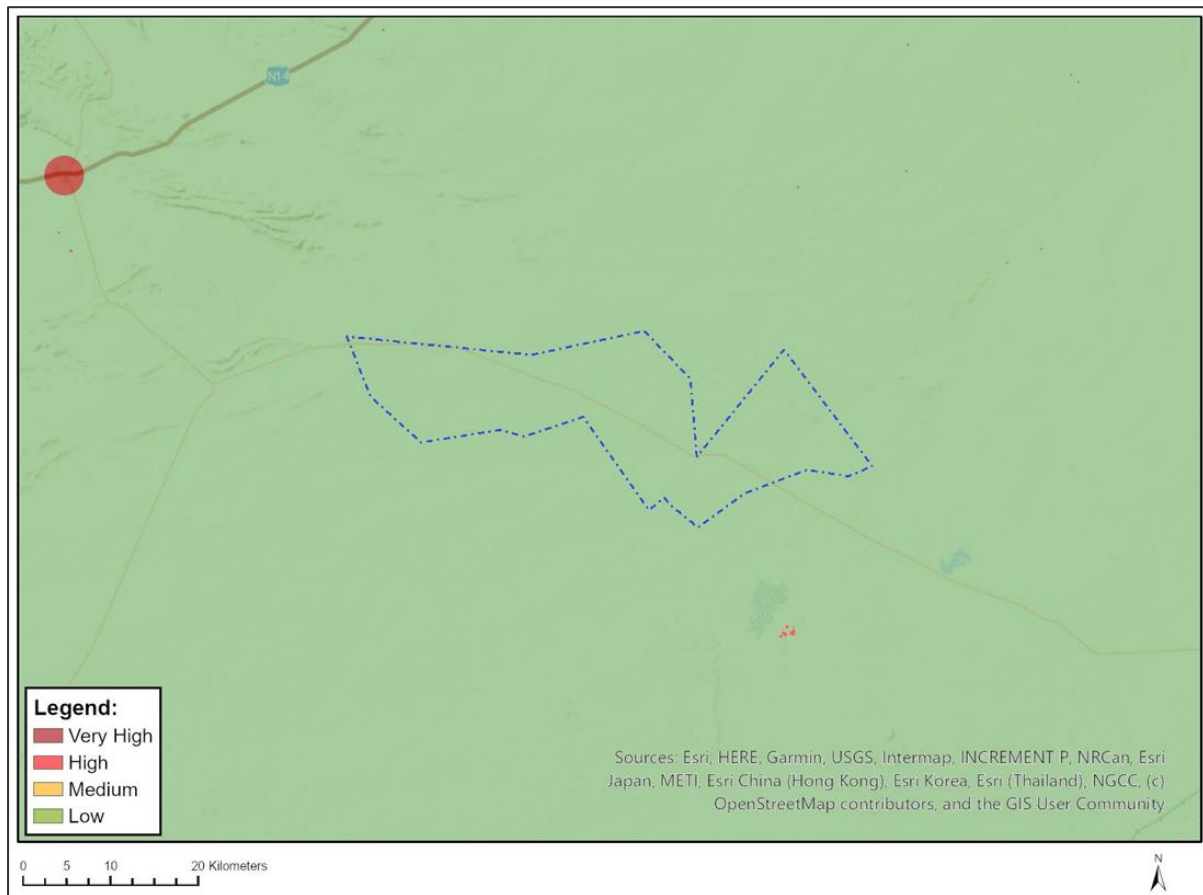 N14
Legend:
Very High
High
Medium
Low
Sources: Esri, HERE, Garmin, USGS, Intermap, INCREMENT P, NRCan, Esri
Japan, METI, Esri China (Hong Kong), Esri Korea, Esri (Thailand), NGCC, (c)
OpenStreetMap contributors, and the GIS User Community
0 5 10 20 Kilometers
N